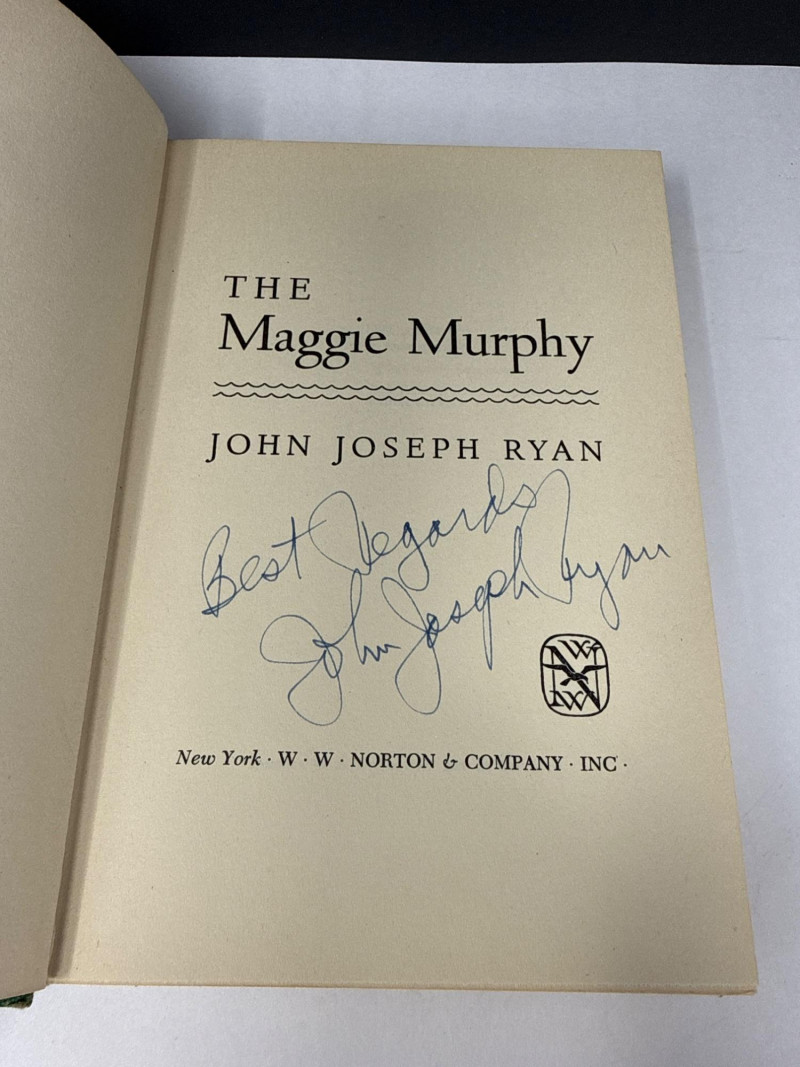 THE
Maggie Murphy
JOHN JOSEPH RYAN
Best Regards
John Joseph Ryan
New York · W · W · NORTON & COMPANY · INC ·